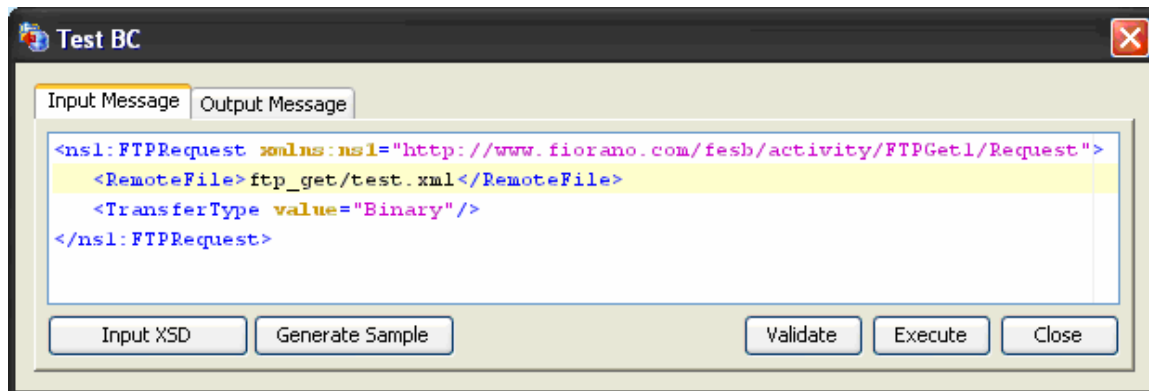 Test BC
Input Message Output Message
<ns1:FTPRequest xmlns:ns1="http://www.fiorano.com/fesb/activity/FTPGet1/Request">
<RemoteFile>ftp_get/test.xml</RemoteFile>
<TransferType value="Binary"/>
</ns1:FTPRequest>
Input XSD Generate Sample Validate Execute Close